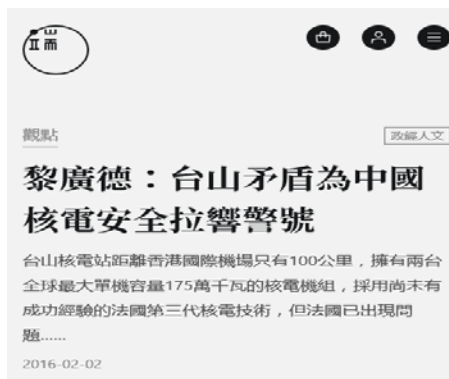 端
觀點
政經人文
黎廣德：台山矛盾為中國
核電安全拉響警號
台山核電站距離香港國際機場只有100公里，擁有兩台
全球最大單機容量175萬千瓦的核電機組，採用尚未有
成功經驗的法國第三代核電技術，但法國已出現問
題......
2016-02-02